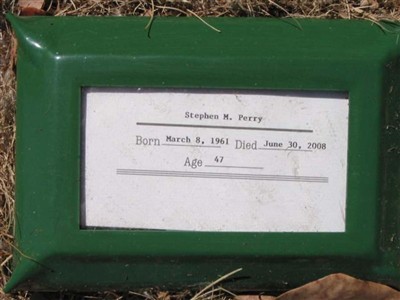 Stephen M. Perry
Born March 8, 1961 Died June 30, 2008
Age 47